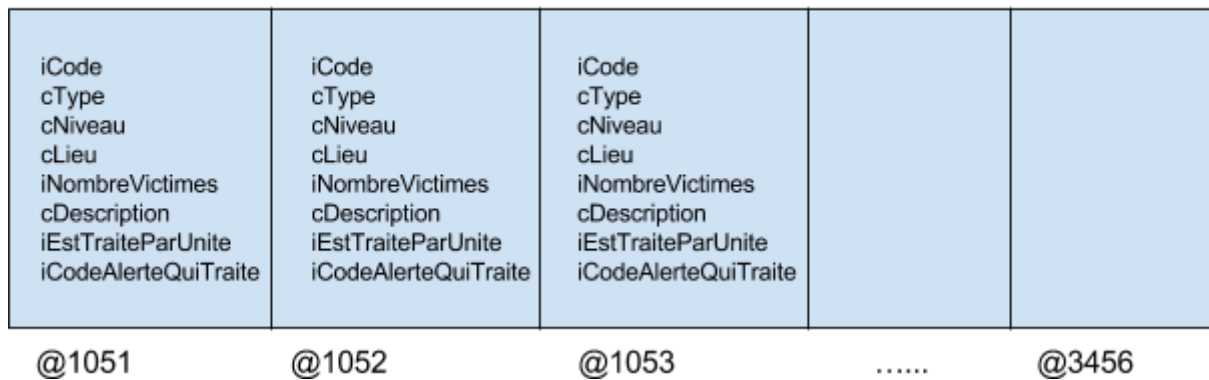 iCode
cType
cNiveau
cLieu
iNombreVictimes
cDescription
iEstTraiteParUnite
iCodeAlerteQuiTraite
iCode
cType
cNiveau
cLieu
iNombreVictimes
cDescription
iEstTraiteParUnite
iCodeAlerteQuiTraite
iCode
cType
cNiveau
cLieu
iNombreVictimes
cDescription
iEstTraiteParUnite
iCodeAlerteQuiTraite
@1051 @1052 @1053 ...... @3456